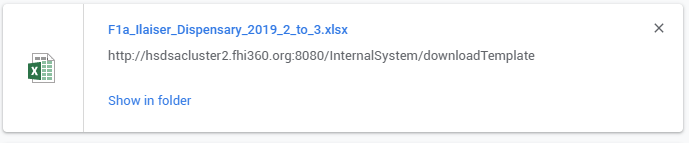 F1a_Ilaiser_Dispensary_2019_2_to_3.xlsx
http://hsdsacluster2.fhi360.org:8080/InternalSystem/downloadTemplate
Show in folder